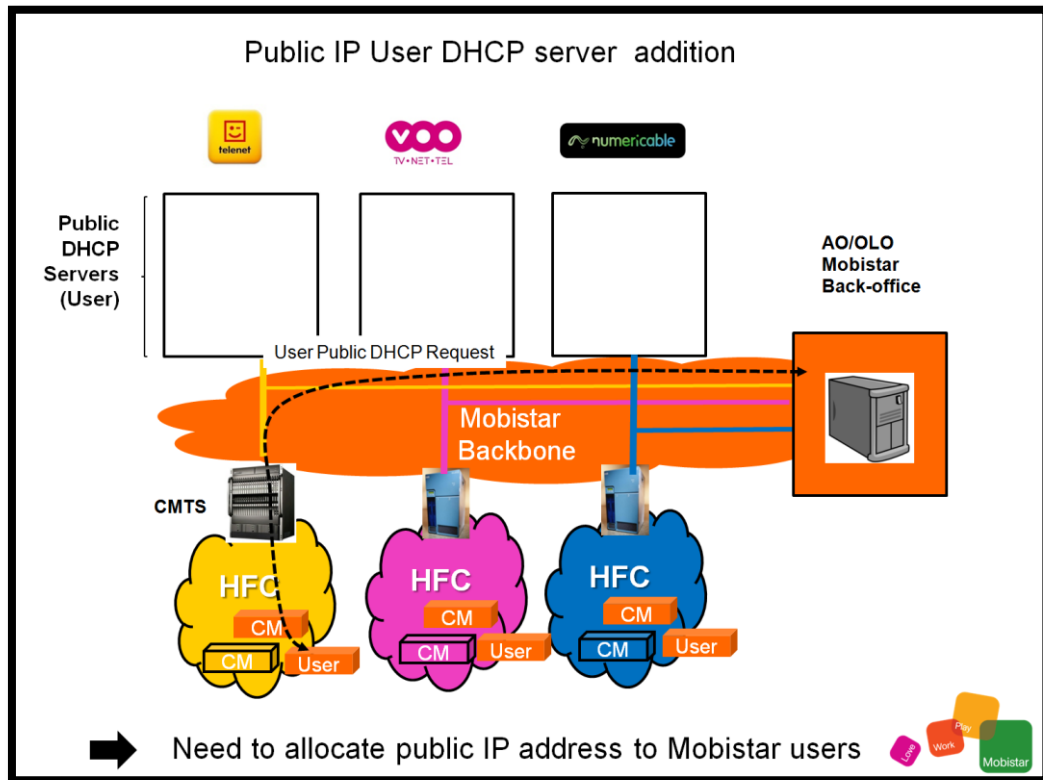 Public IP User DHCP server addition
telenet
voo
TV•NET•TEL
numericable
Public
DHCP
Servers
(User)
AO/OLO
Mobistar
Back-office
User Public DHCP Request
Mobistar
Backbone
CMTS
HFC
HFC
HFC
CM
CM
CM
CM
User
CM
User
CM
User
Need to allocate public IP address to Mobistar users
Love
Work
Play
Mobistar